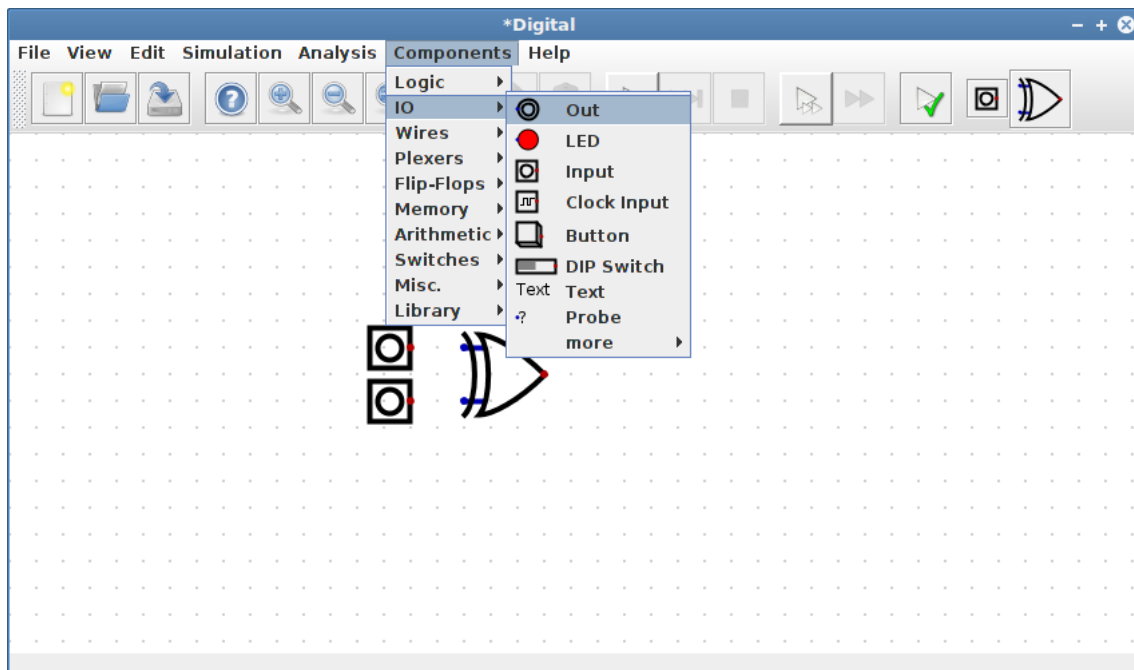 *Digital
File View Edit Simulation Analysis Components Help
Logic
IO
Wires
Plexers
Flip-Flops
Memory
Arithmetic
Switches
Misc.
Library
Out
LED
Input
Clock Input
Button
DIP Switch
Text Text
? Probe
more